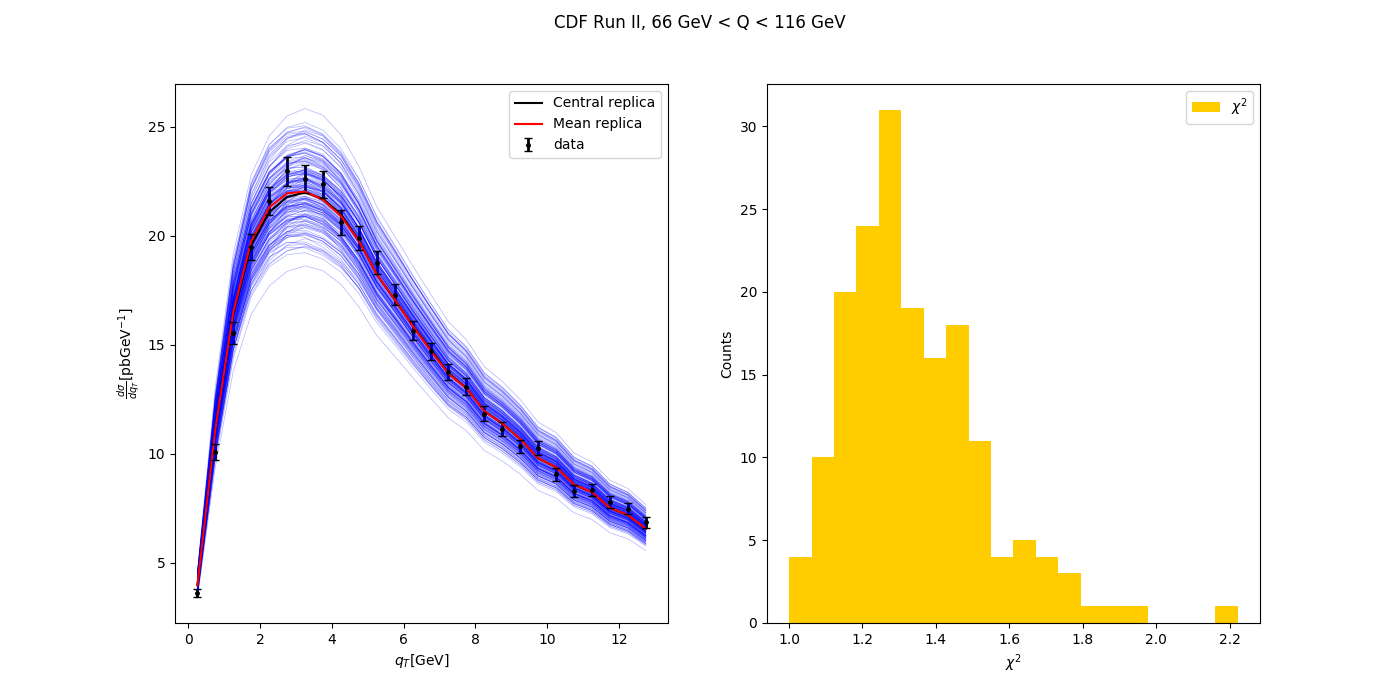 CDF Run II, 66 GeV < Q < 116 GeV
Central replica
Mean replica
data
25
20
15
10
5
dσ/dq_T [pbGeV⁻¹]
0 2 4 6 8 10 12
q_T[GeV]
χ²
30
25
20
15
10
5
0
Counts
1.0 1.2 1.4 1.6 1.8 2.0 2.2
χ²